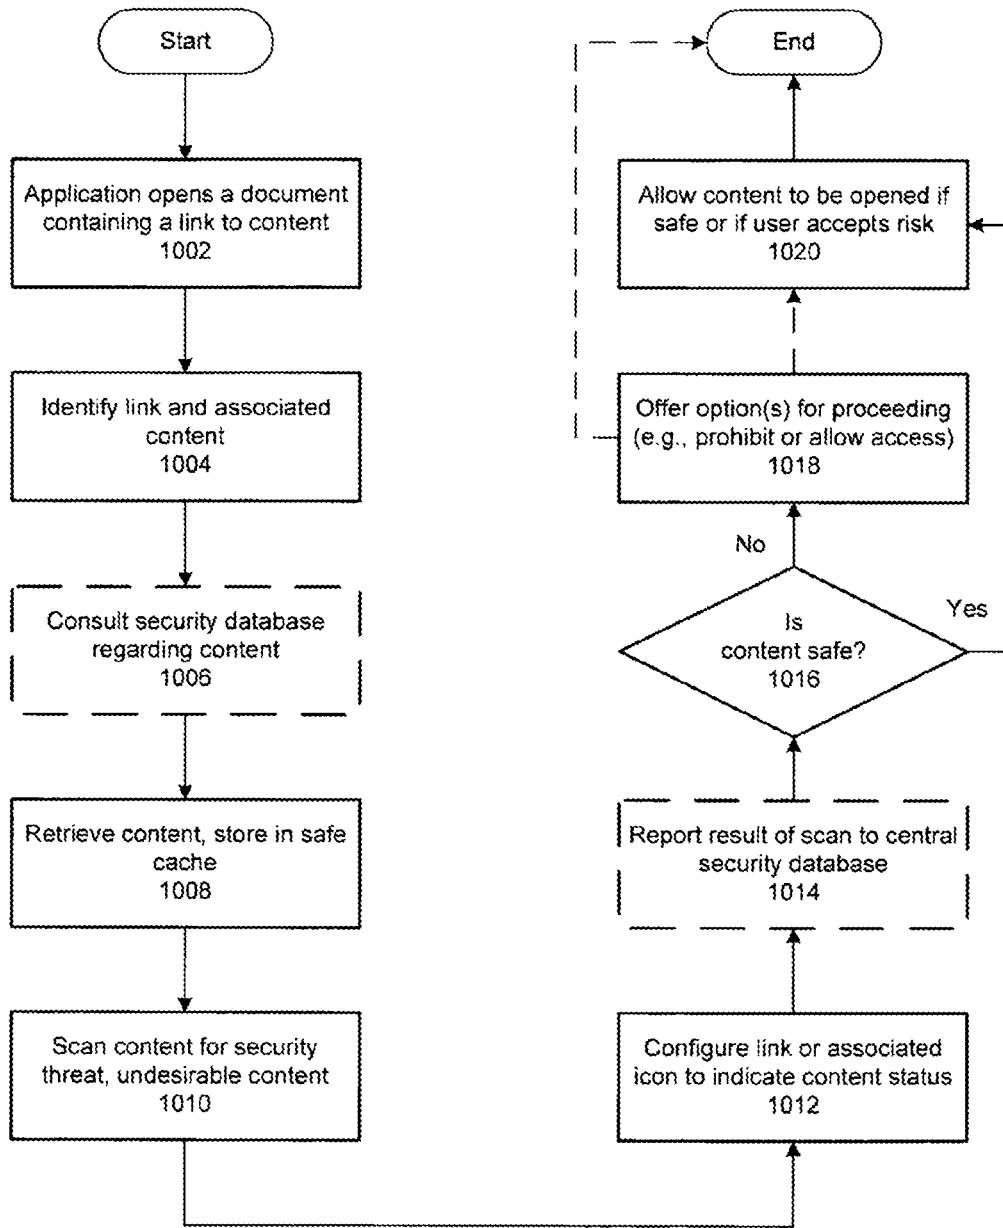 Start
Application opens a document
containing a link to content
1002
Identify link and associated
content
1004
Consult security database
regarding content
1006
Retrieve content, store in safe
cache
1008
Scan content for security
threat, undesirable content
1010
Configure link or associated
icon to indicate content status
1012
Report result of scan to central
security database
1014
Is
content safe?
1016
No
Yes
Offer option(s) for proceeding
(e.g., prohibit or allow access)
1018
Allow content to be opened if
safe or if user accepts risk
1020
End